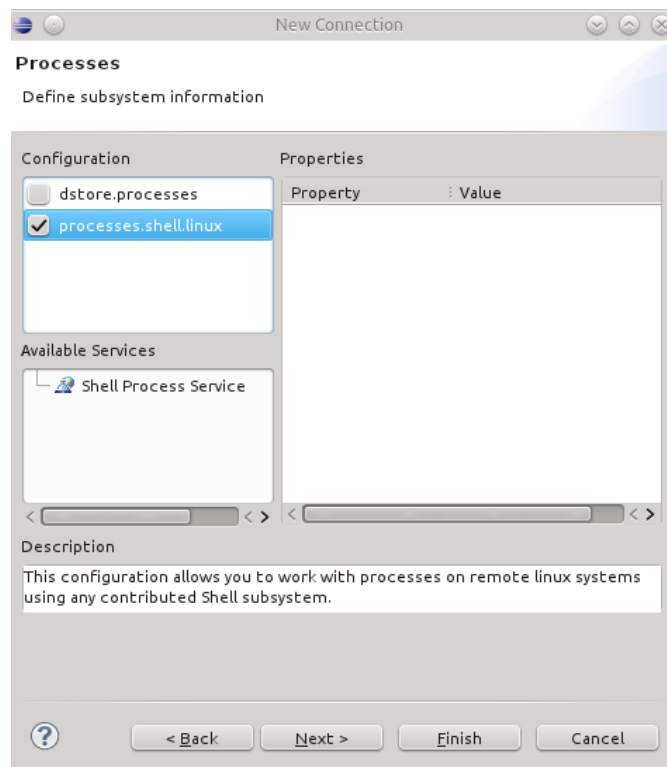 New Connection
Processes
Define subsystem information
Configuration
dstore.processes
processes.shell.linux
Available Services
Shell Process Service
Properties
Property Value
Description
This configuration allows you to work with processes on remote linux systems
using any contributed Shell subsystem.
< Back Next > Finish Cancel